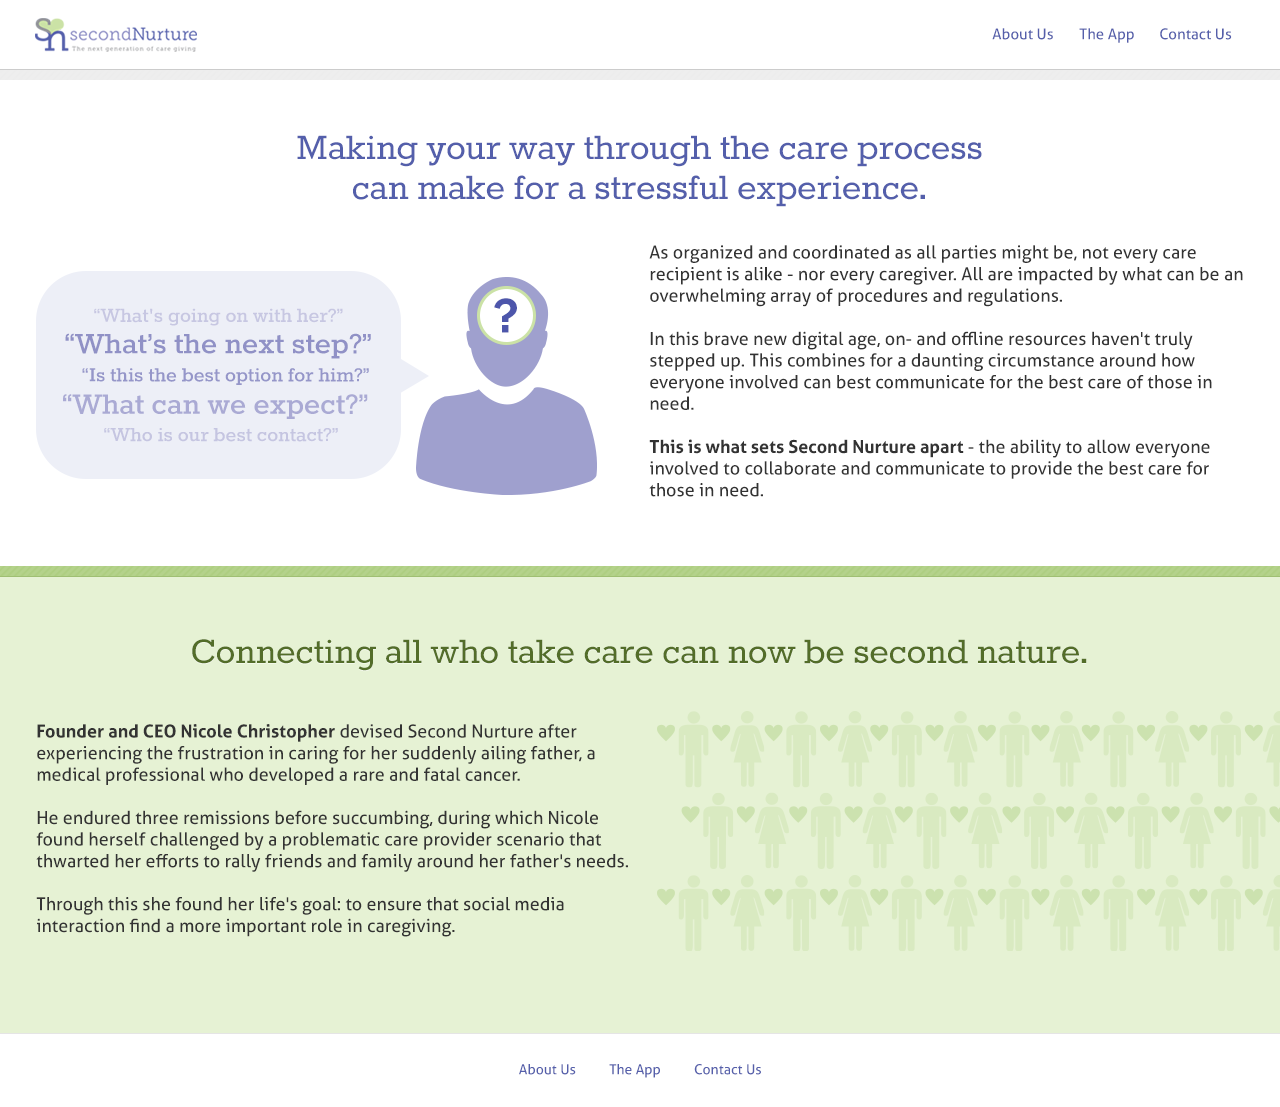 Sn secondNurture
The next generation of care giving
About Us The App Contact Us
Making your way through the care process
can make for a stressful experience.
“What's going on with her?”
“What’s the next step?”
“Is this the best option for him?”
“What can we expect?”
“Who is our best contact?”
?
As organized and coordinated as all parties might be, not every care
recipient is alike - nor every caregiver. All are impacted by what can be an
overwhelming array of procedures and regulations.
In this brave new digital age, on- and offline resources haven't truly
stepped up. This combines for a daunting circumstance around how
everyone involved can best communicate for the best care of those in
need.
This is what sets Second Nurture apart - the ability to allow everyone
involved to collaborate and communicate to provide the best care for
those in need.
Connecting all who take care can now be second nature.
Founder and CEO Nicole Christopher devised Second Nurture after
experiencing the frustration in caring for her suddenly ailing father, a
medical professional who developed a rare and fatal cancer.
He endured three remissions before succumbing, during which Nicole
found herself challenged by a problematic care provider scenario that
thwarted her efforts to rally friends and family around her father's needs.
Through this she found her life's goal: to ensure that social media
interaction find a more important role in caregiving.
About Us The App Contact Us